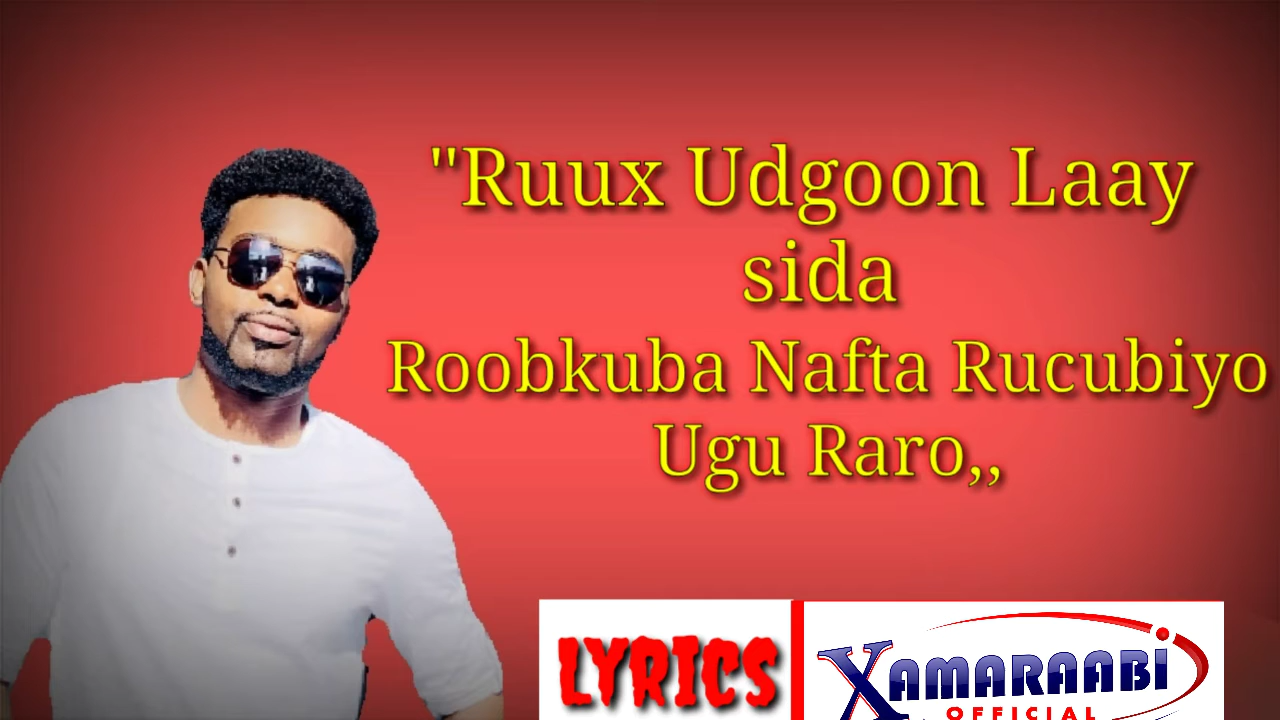 "Ruux Udgoon Laay
sida
Roobkuba Nafta Rucubiyo
Ugu Raro,,
LYRICS
XAMARAABI
OFFICIAL